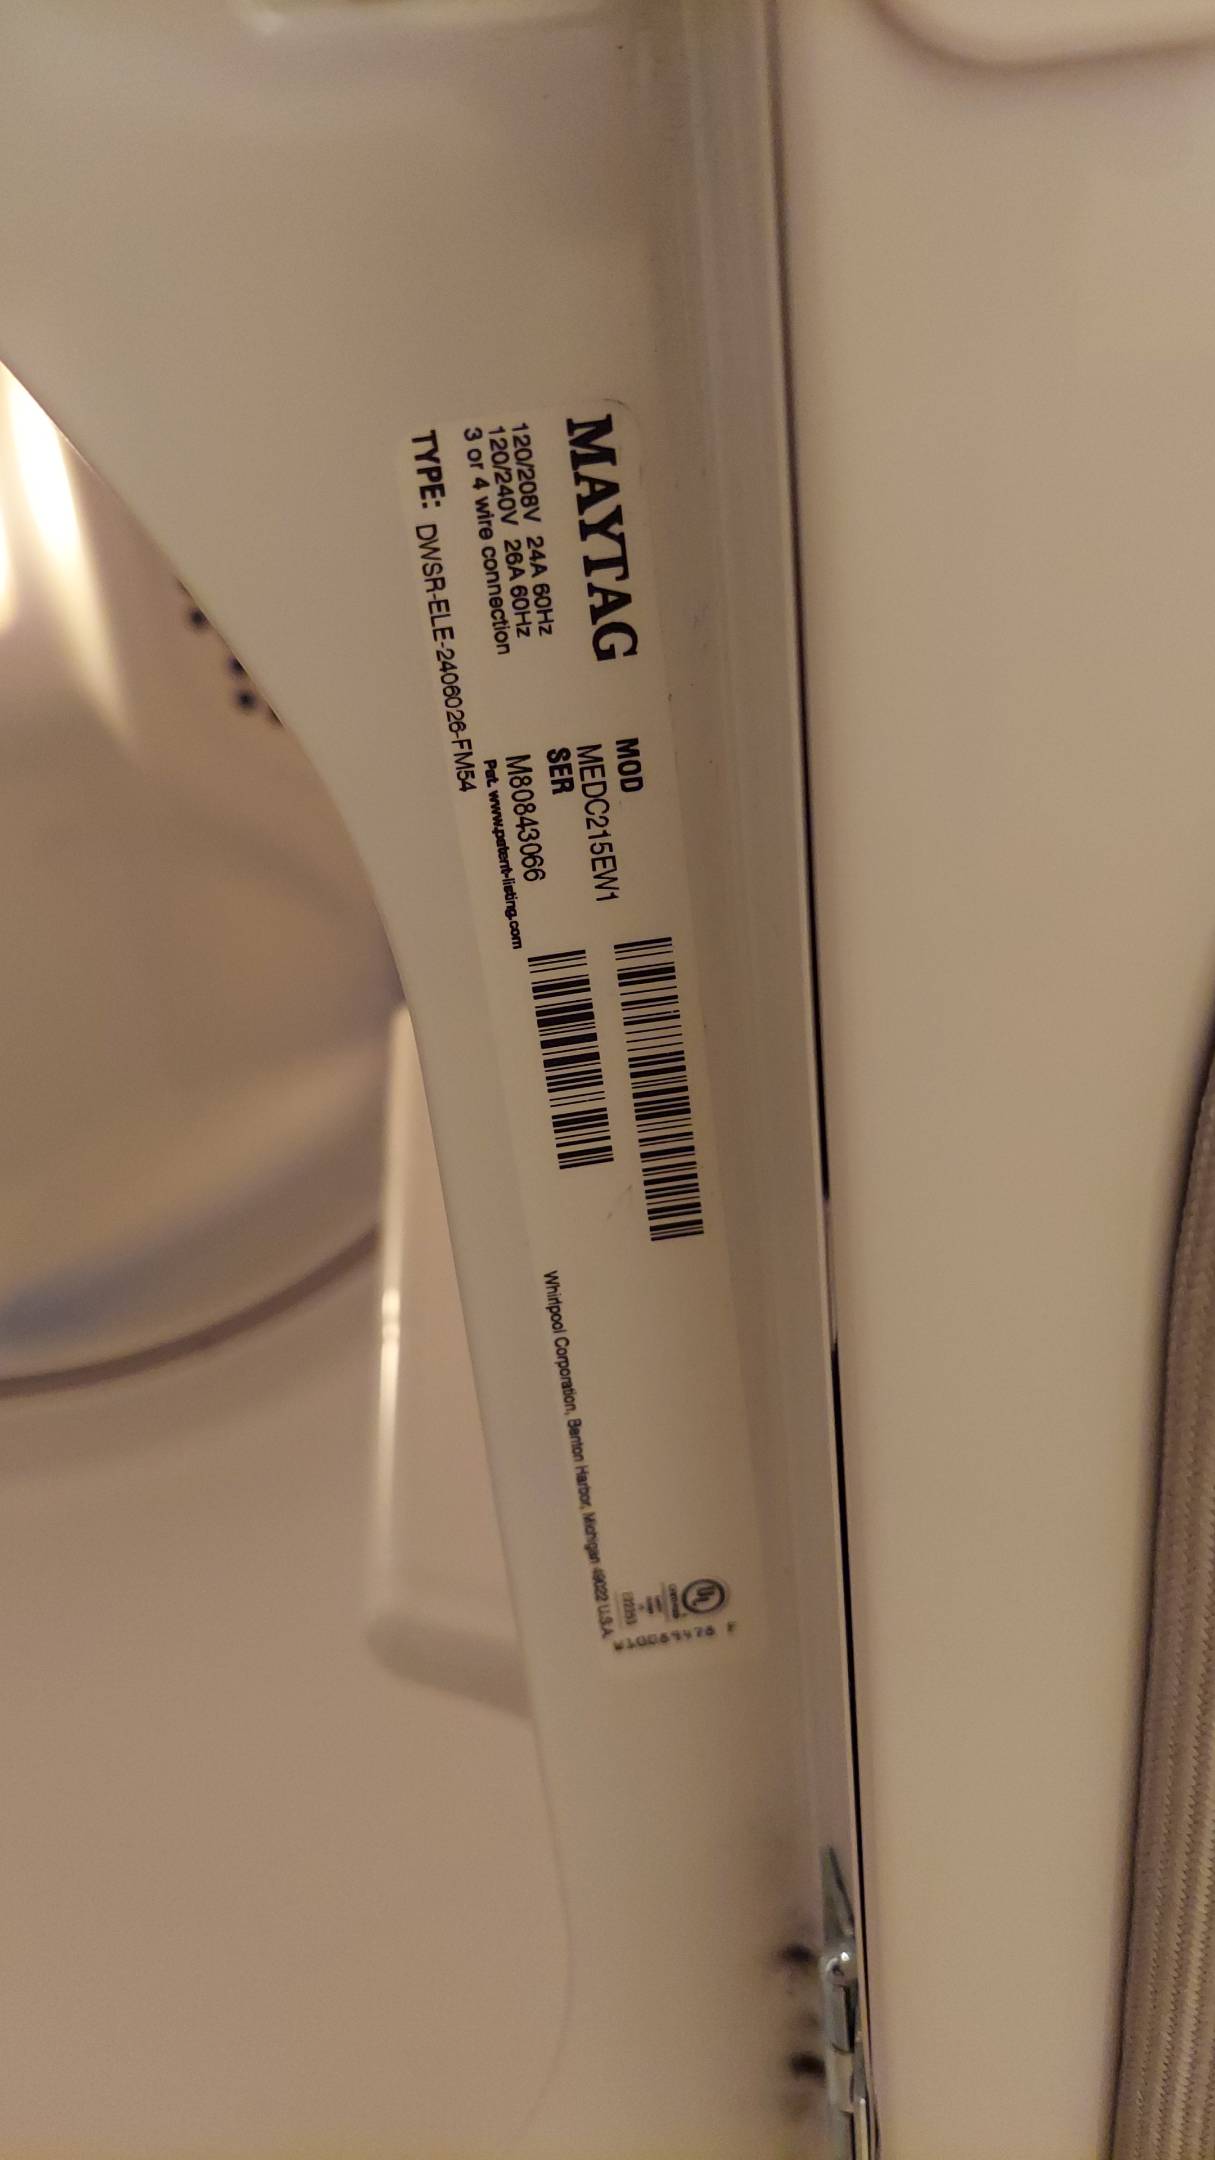 MAYTAG
120/208V 24A 60Hz
120/240V 26A 60Hz
3 or 4 wire connection
TYPE: DWSR-ELE-2406026-FM54
MOD
MEDC215EW1
SER
M80843066
Pat. www.patent-listing.com
Whirlpool Corporation, Benton Harbor, Michigan 49022 U.S.A.
UL